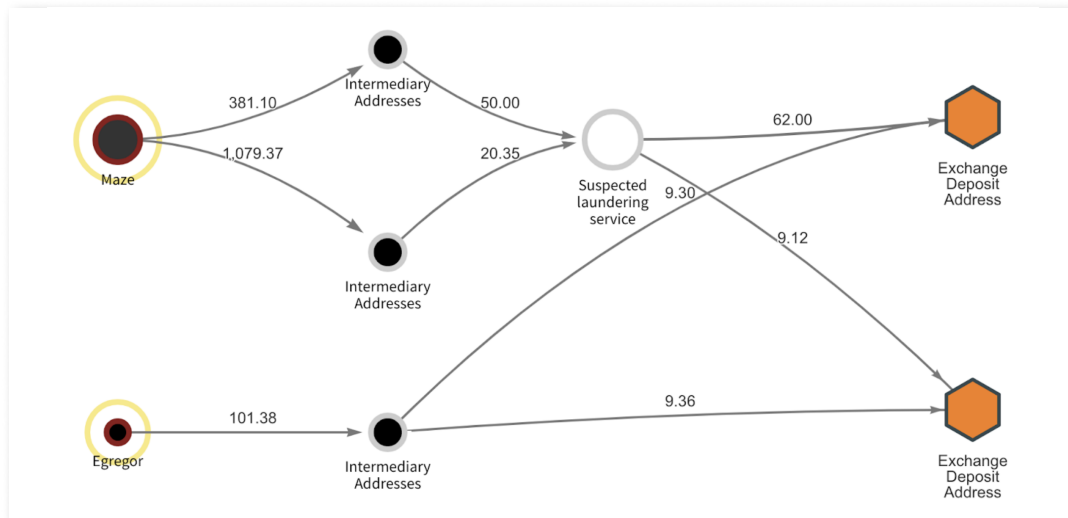 Intermediary
Addresses
381.10
50.00
62.00
1,079.37
20.35
Maze
Exchange
Deposit
Address
Suspected
laundering
service
9.30
9.12
Intermediary
Addresses
9.36
101.38
Egregor
Intermediary
Addresses
Exchange
Deposit
Address